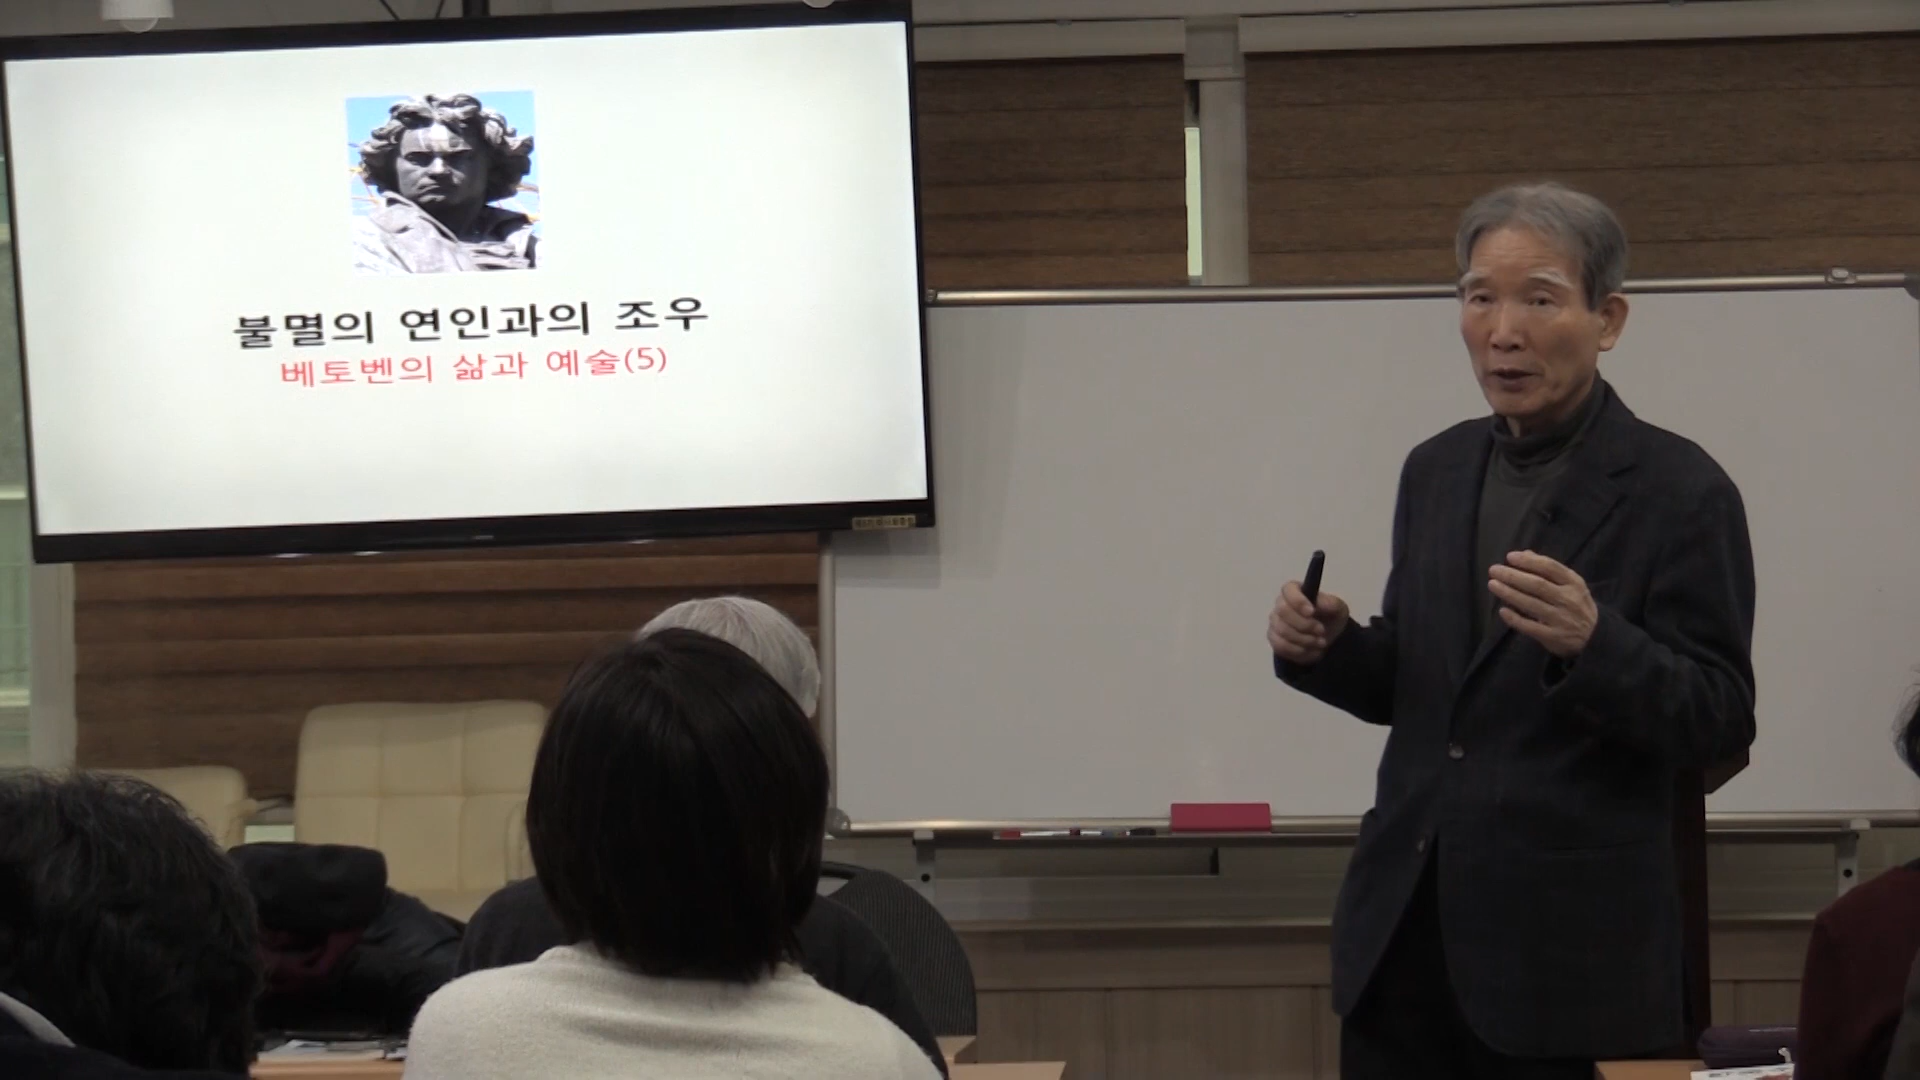 불멸의 연인과의 조우
베토벤의 삶과 예술(5)